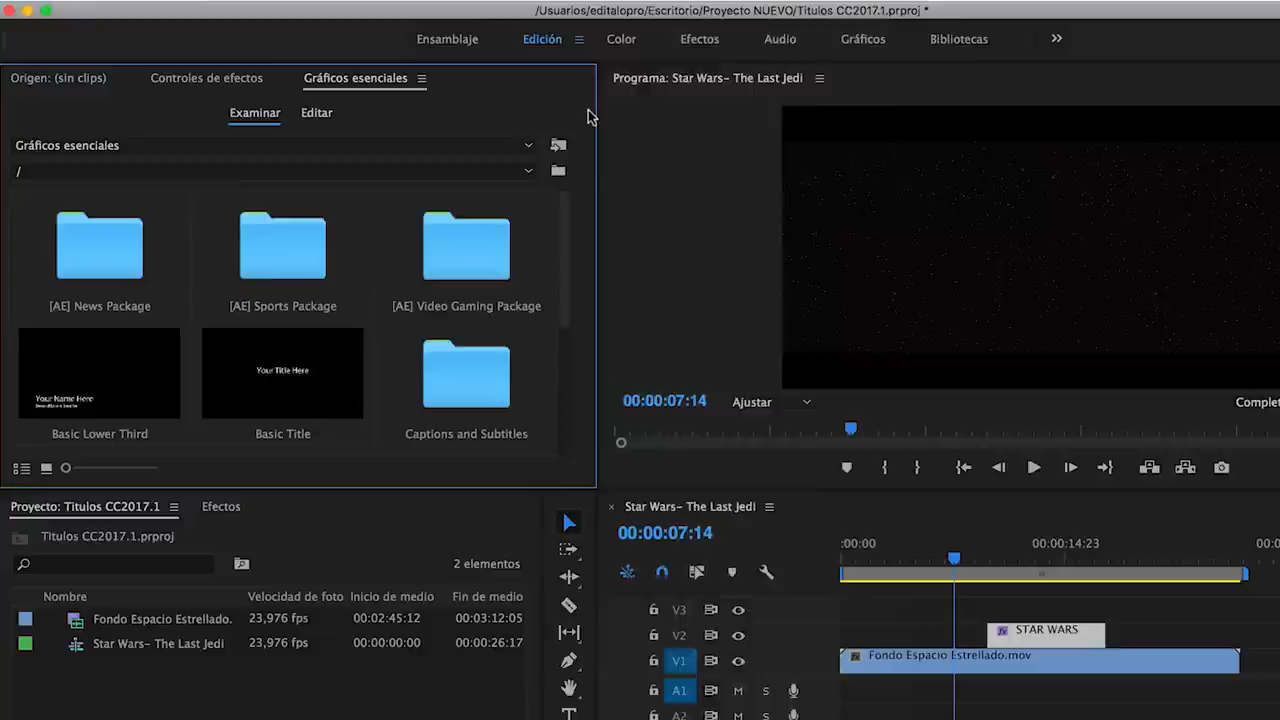 /Usuarios/editalopro/Escritorio/Proyecto NUEVO/Titulos CC2017.1.prproj *
Ensamblaje Edición Color Efectos Audio Gráficos Bibliotecas
Origen: (sin clips) Controles de efectos Gráficos esenciales
Programa: Star Wars- The Last Jedi
Examinar Editar
Gráficos esenciales
/
[AE] News Package [AE] Sports Package [AE] Video Gaming Package
Your Name Here
Your Title Here
Basic Lower Third Basic Title Captions and Subtitles
00:00:07:14 Ajustar Complet
Proyecto: Titulos CC2017.1 Efectos
Titulos CC2017.1.prproj
2 elementos
Nombre Velocidad de foto Inicio de medio Fin de medio
Fondo Espacio Estrellado. 23,976 fps 00:02:45:12 00:03:12:05
Star Wars- The Last Jedi 23,976 fps 00:00:00:00 00:00:26:17
× Star Wars- The Last Jedi
00:00:07:14
:00:00 00:00:14:23 00:0
V3
V2 STAR WARS
V1 Fondo Espacio Estrellado.mov
A1 M S
A2 M S